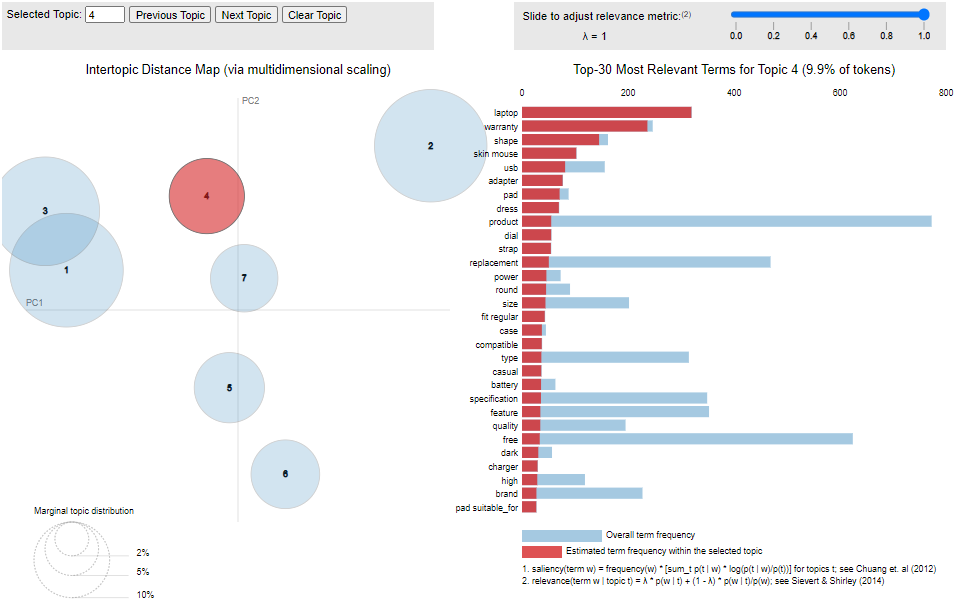 Selected Topic: 4 Previous Topic Next Topic Clear Topic
Slide to adjust relevance metric:(2)
λ = 1
0.0 0.2 0.4 0.6 0.8 1.0
Intertopic Distance Map (via multidimensional scaling)
PC2
PC1
2
3
4
1
7
5
6
Marginal topic distribution
2%
5%
10%
Top-30 Most Relevant Terms for Topic 4 (9.9% of tokens)
0 200 400 600 800
laptop
warranty
shape
skin mouse
usb
adapter
pad
dress
product
dial
strap
replacement
power
round
size
fit regular
case
compatible
type
casual
battery
specification
feature
quality
free
dark
charger
high
brand
pad suitable_for
Overall term frequency
Estimated term frequency within the selected topic
1. saliency(term w) = frequency(w) * [sum_t p(t | w) * log(p(t | w)/p(t))] for topics t; see Chuang et. al (2012)
2. relevance(term w | topic t) = λ * p(w | t) + (1 - λ) * p(w | t)/p(w); see Sievert & Shirley (2014)